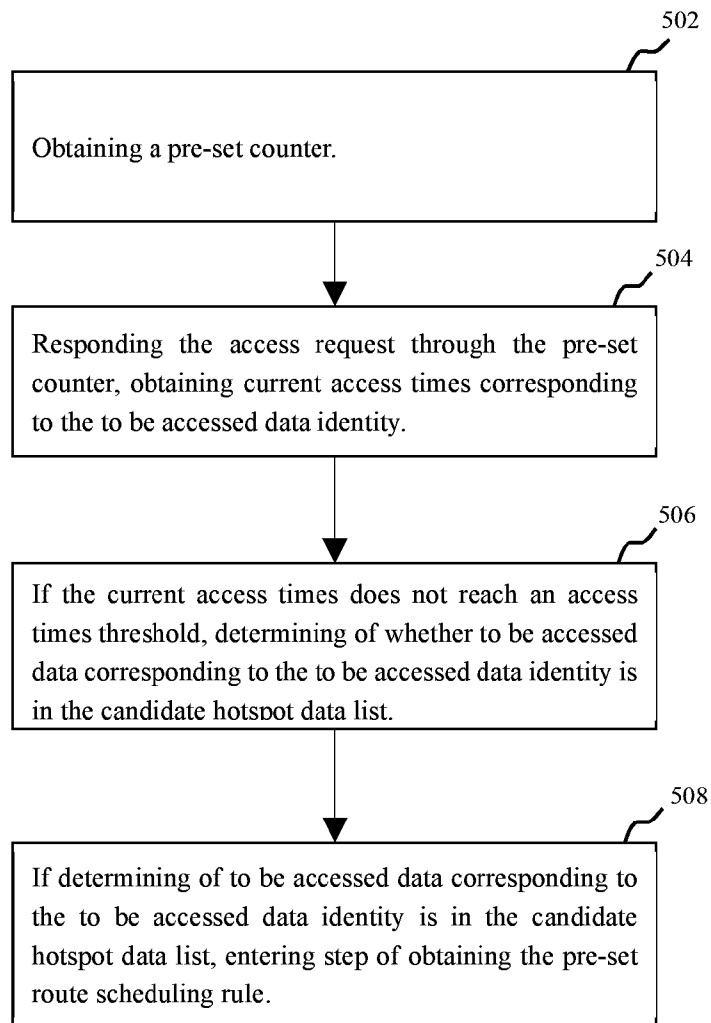 502
Obtaining a pre-set counter.
504
Responding the access request through the pre-set
counter, obtaining current access times corresponding
to the to be accessed data identity.
506
If the current access times does not reach an access
times threshold, determining of whether to be accessed
data corresponding to the to be accessed data identity is
in the candidate hotspot data list.
508
If determining of to be accessed data corresponding to
the to be accessed data identity is in the candidate
hotspot data list, entering step of obtaining the pre-set
route scheduling rule.